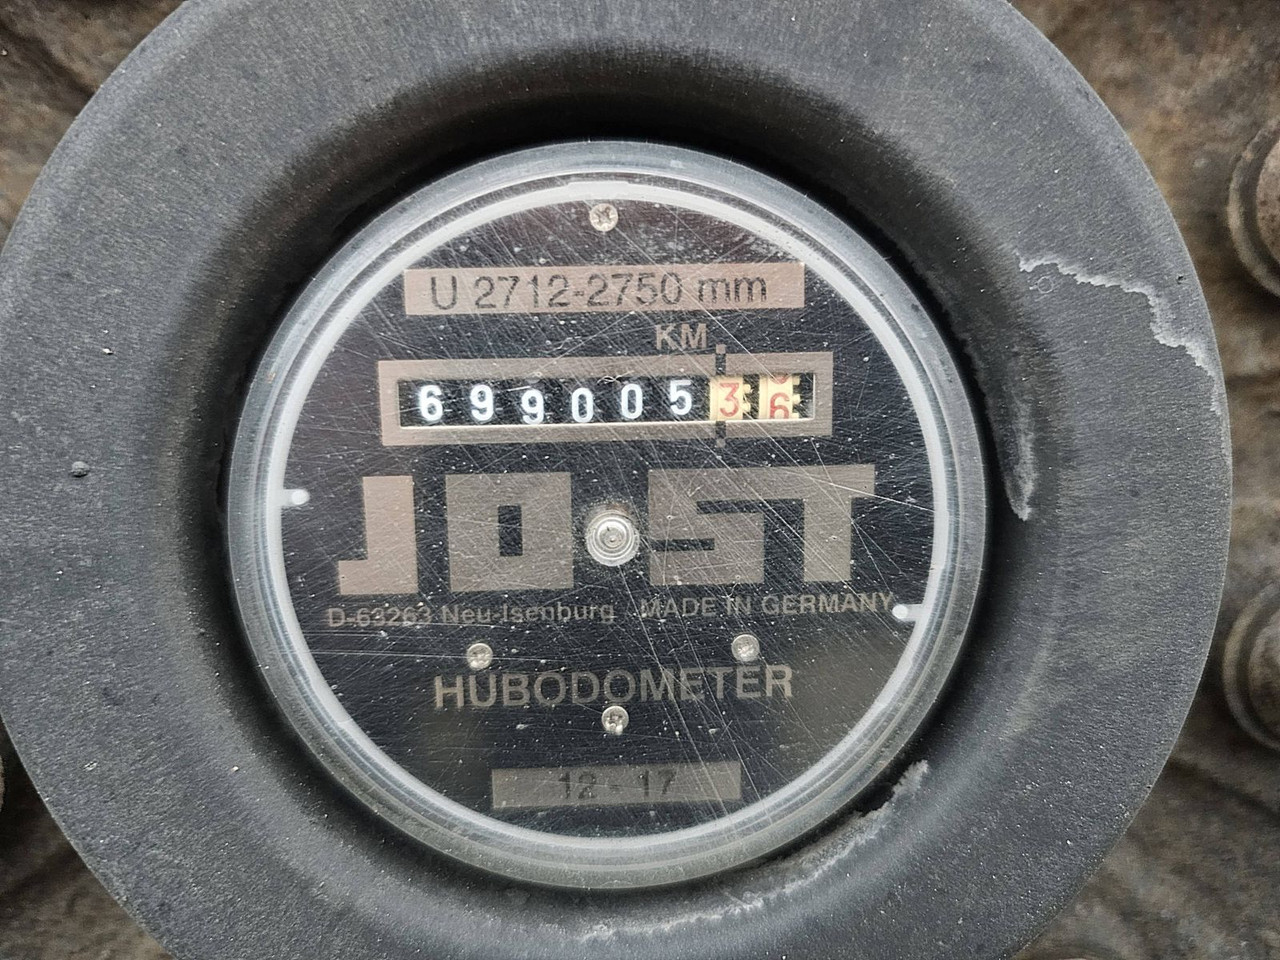 U 2712-2750 mm
KM
69900536
JOST
D-63263 Neu-Isenburg MADE IN GERMANY
HUBODOMETER
12 - 17